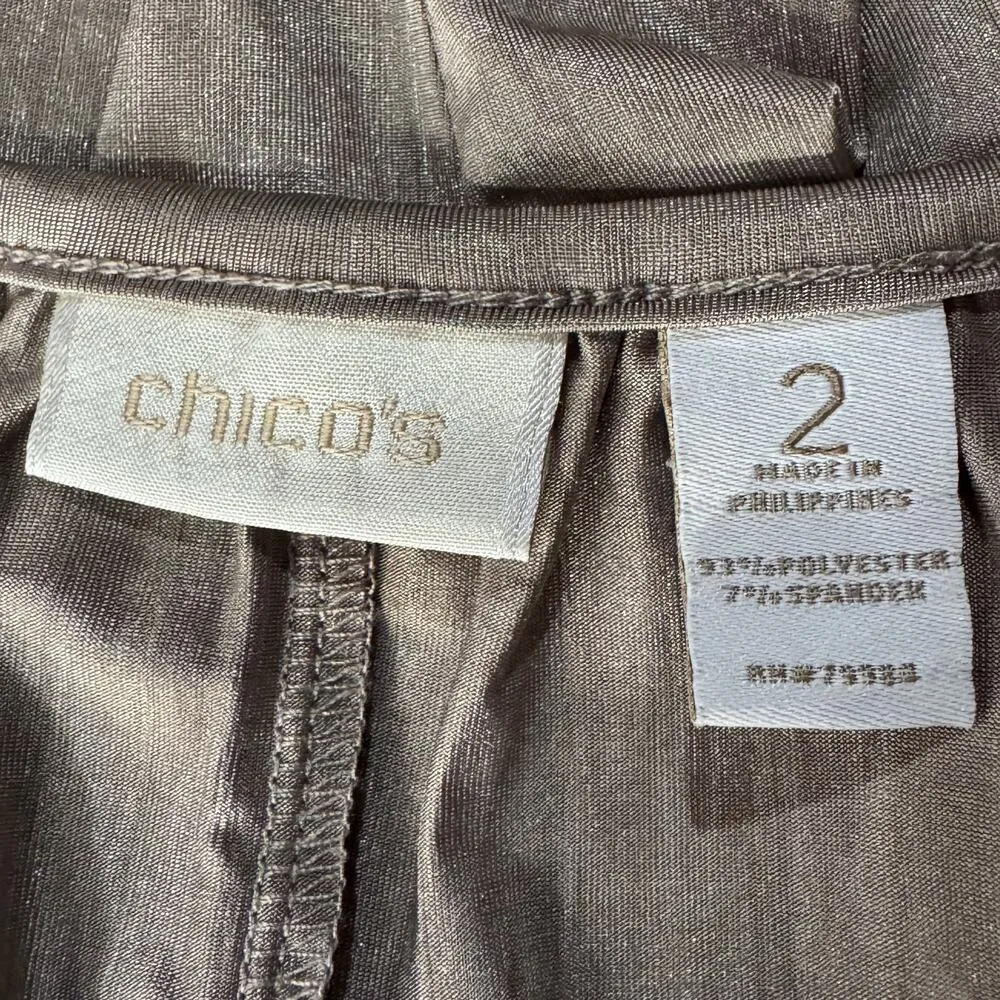 chico's
2
MADE IN
PHILIPPINES
93% POLYESTER
7% SPANDEX